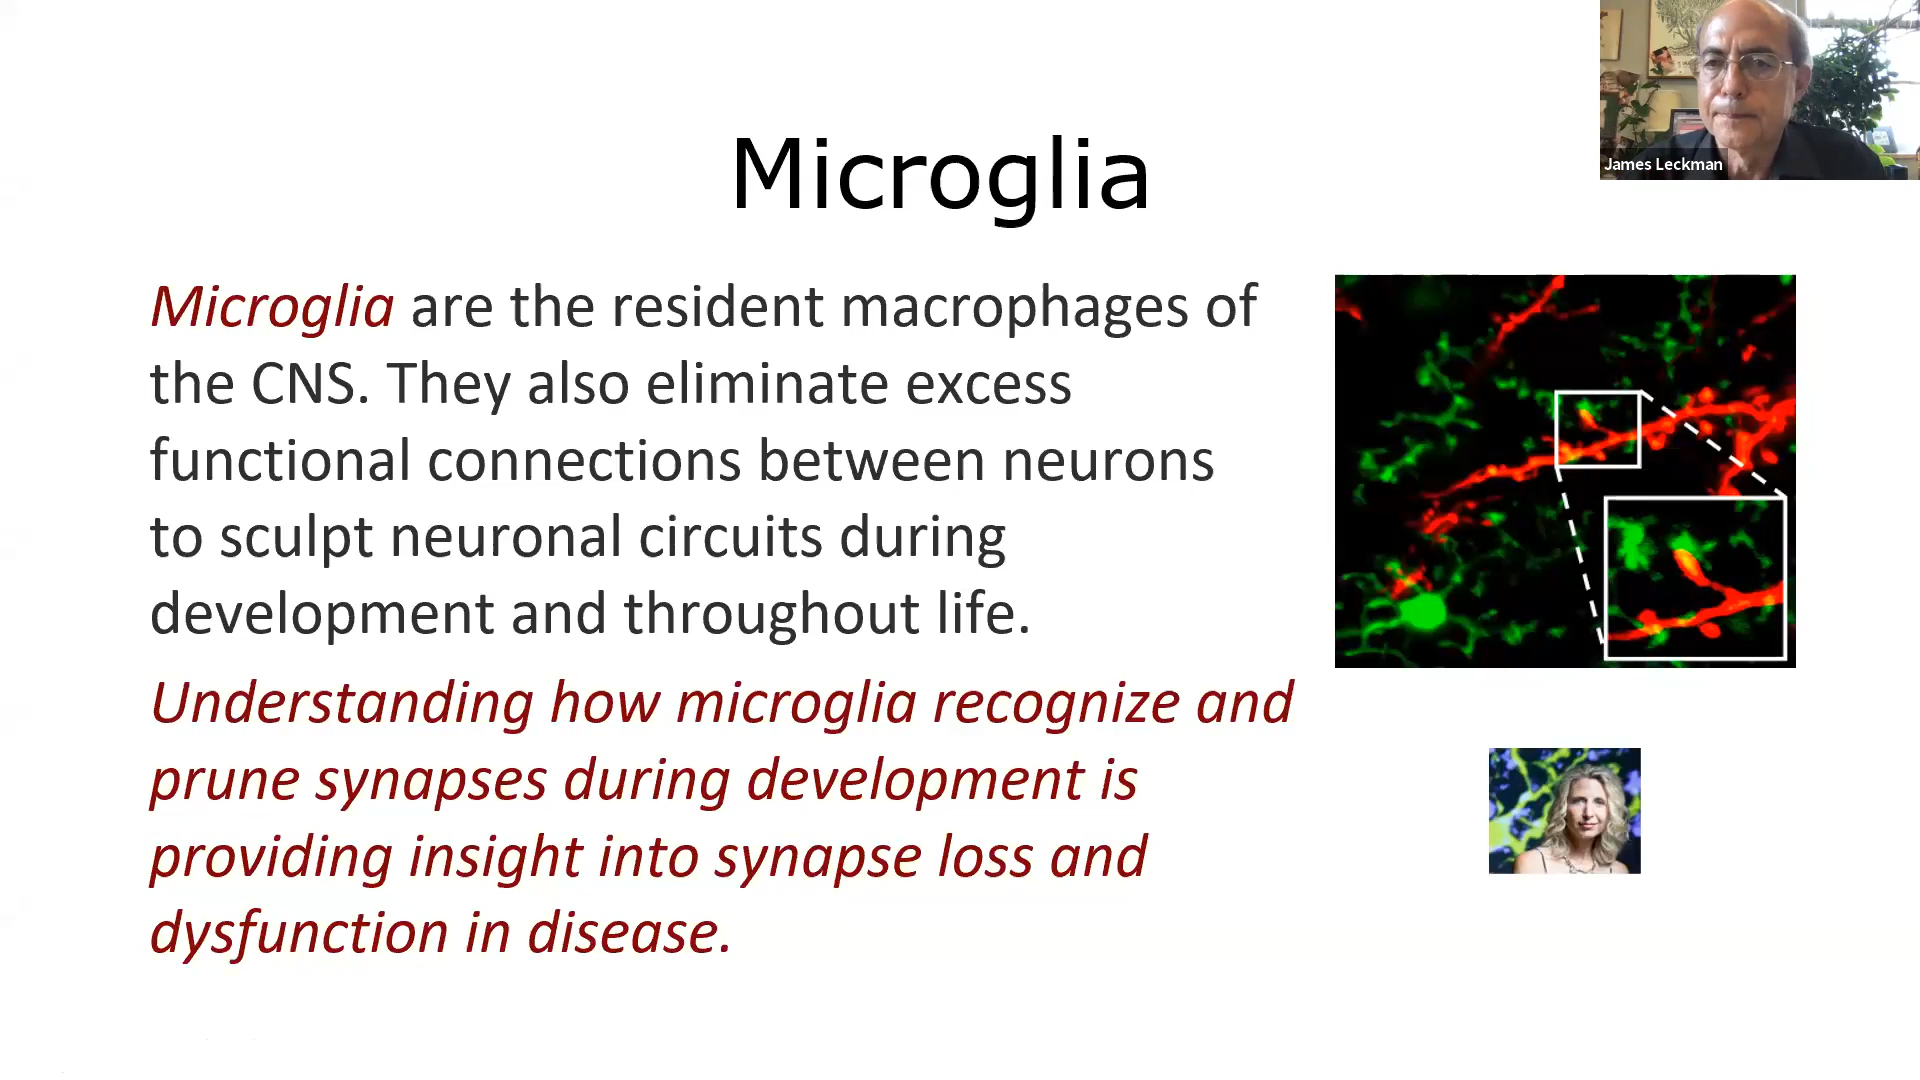 Microglia
Microglia are the resident macrophages of
the CNS. They also eliminate excess
functional connections between neurons
to sculpt neuronal circuits during
development and throughout life.
Understanding how microglia recognize and
prune synapses during development is
providing insight into synapse loss and
dysfunction in disease.
James Leckman